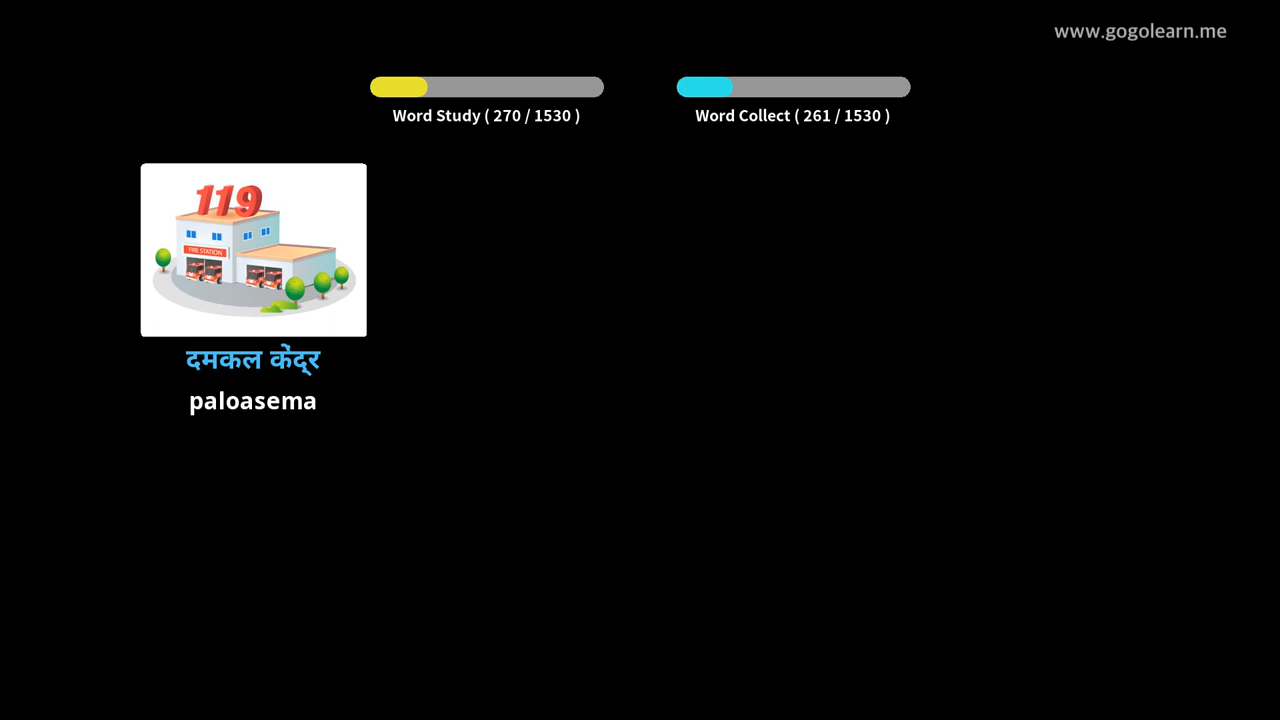 www.gogolearn.me
Word Study ( 270 / 1530 )
Word Collect ( 261 / 1530 )
119
FIRE STATION
दमकल केंद्र
paloasema